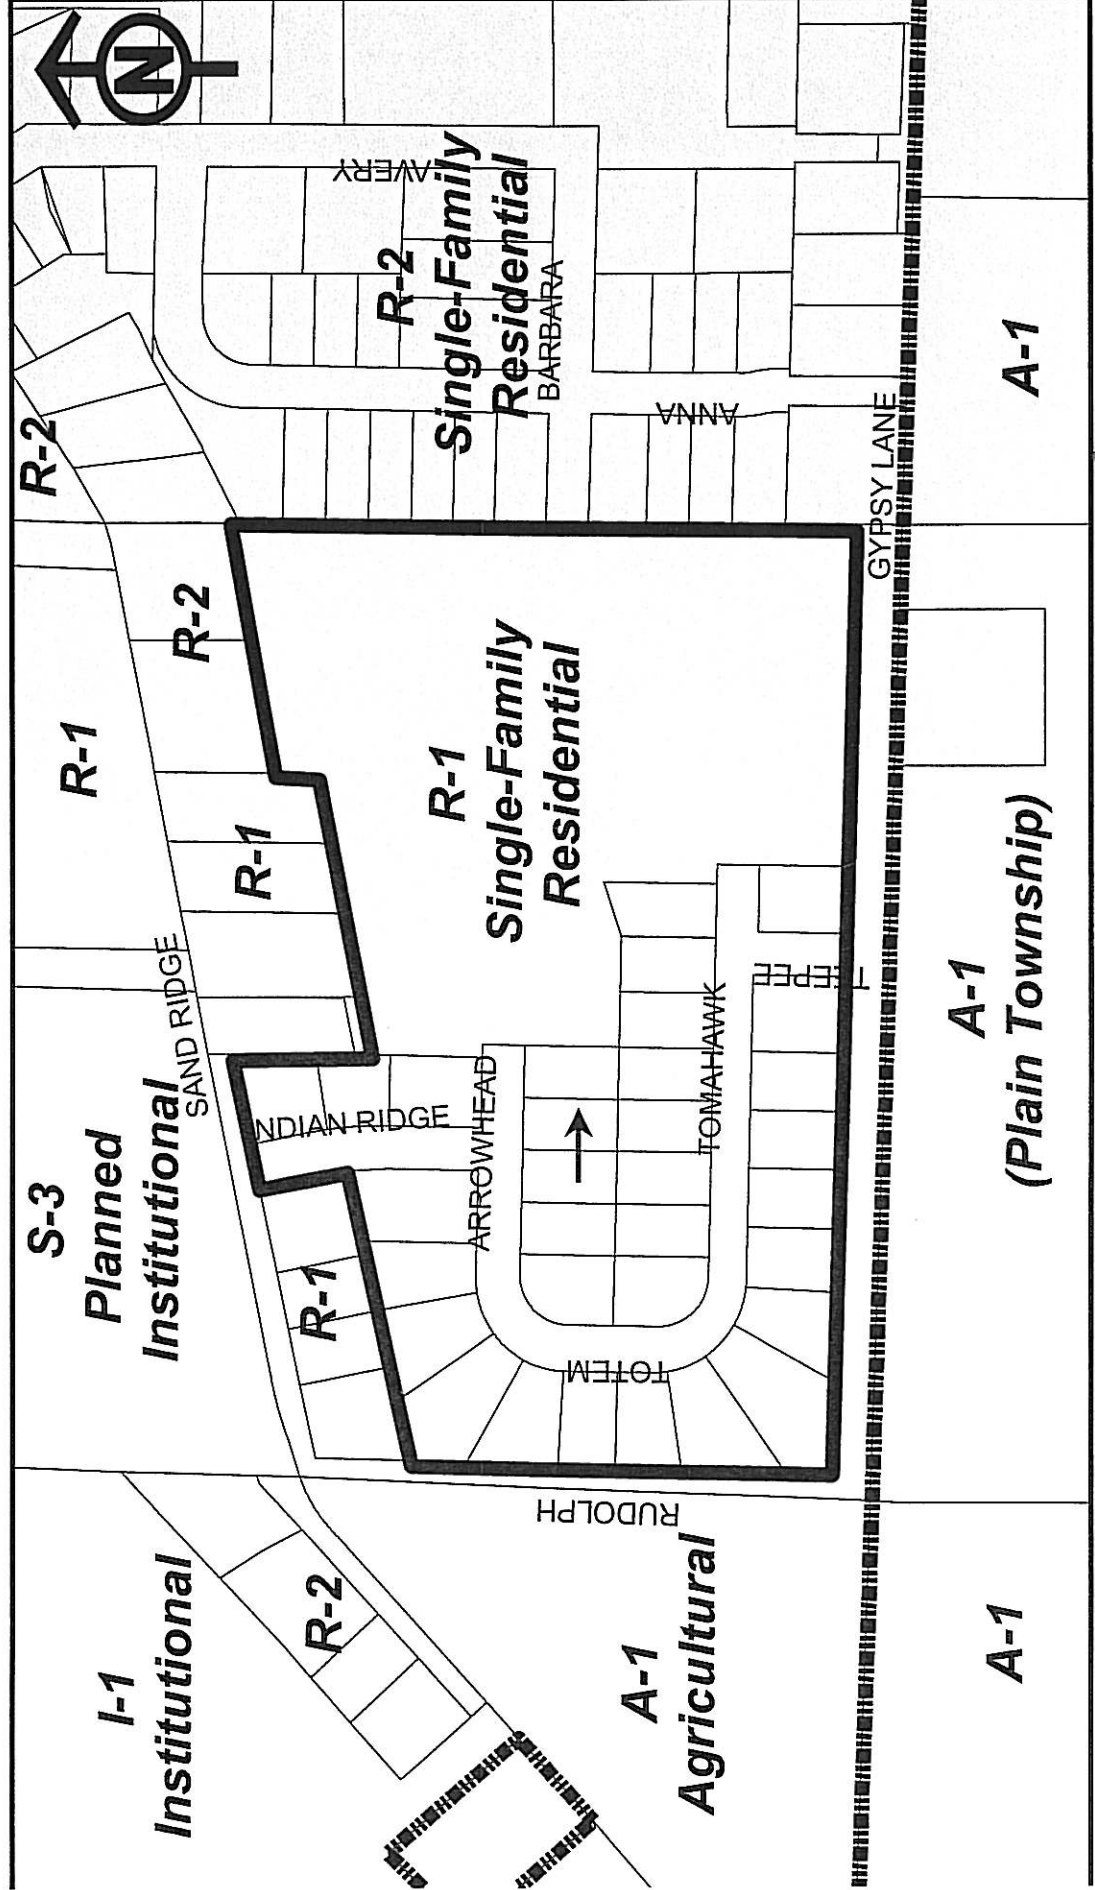 N
R-2
R-2
Single-Family
Residential
AVERY
BARBARA
ANNA
GYPSY LANE
A-1
R-1
R-2
R-1
R-1
Single-Family
Residential
SAND RIDGE
S-3
Planned
Institutional
NDIAN RIDGE
ARROWHEAD
TOMAHAWK
TEEPEE
TOTEM
R-1
A-1
(Plain Township)
RUDOLPH
I-1
Institutional
R-2
A-1
Agricultural
A-1